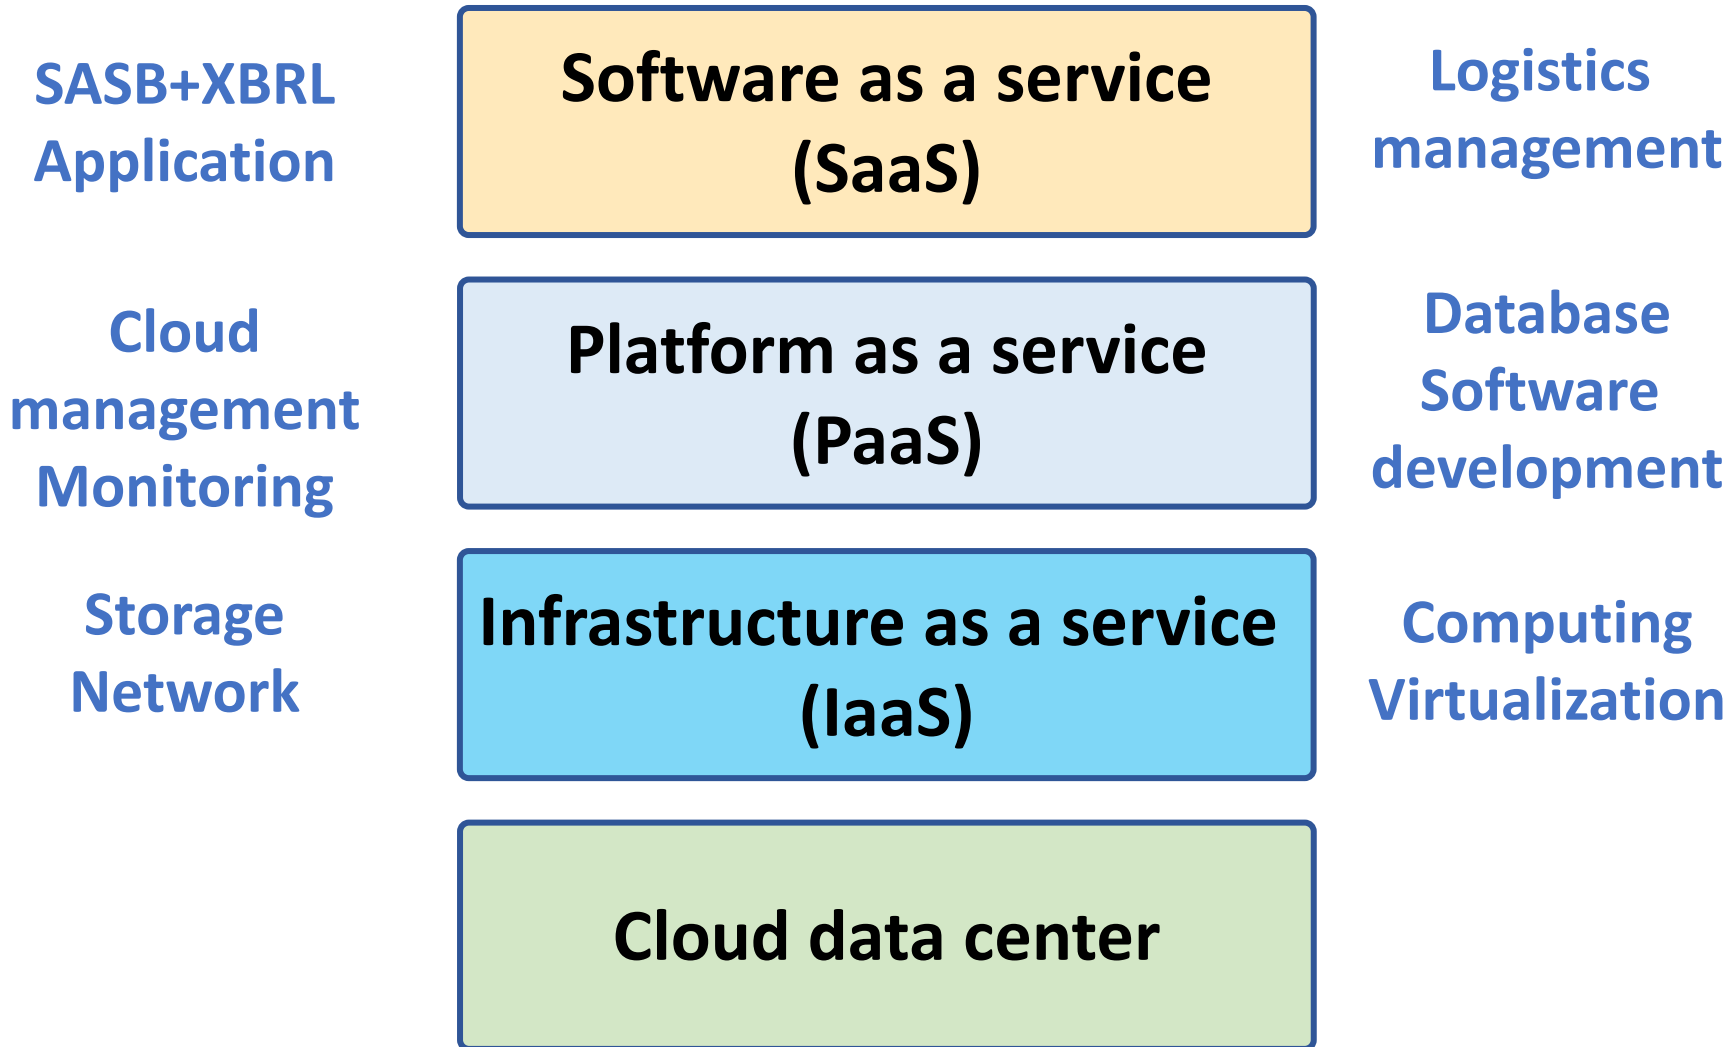 SASB+XBRL
Application
Software as a service
(SaaS)
Logistics
management
Cloud
management
Monitoring
Platform as a service
(PaaS)
Database
Software
development
Storage
Network
Infrastructure as a service
(IaaS)
Computing
Virtualization
Cloud data center